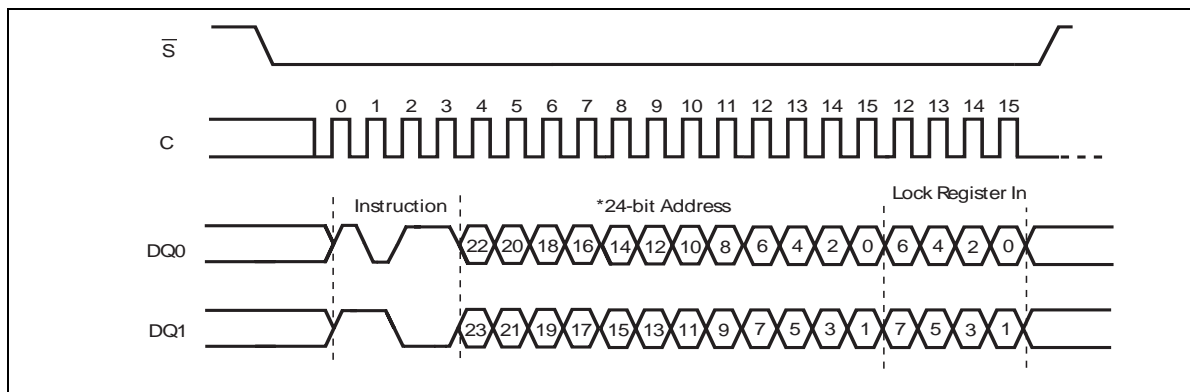 S
0 1 2 3 4 5 6 7 8 9 10 11 12 13 14 15 12 13 14 15
C
Instruction *24-bit Address Lock Register In
DQ0 22 20 18 16 14 12 10 8 6 4 2 0 6 4 2 0
DQ1 23 21 19 17 15 13 11 9 7 5 3 1 7 5 3 1